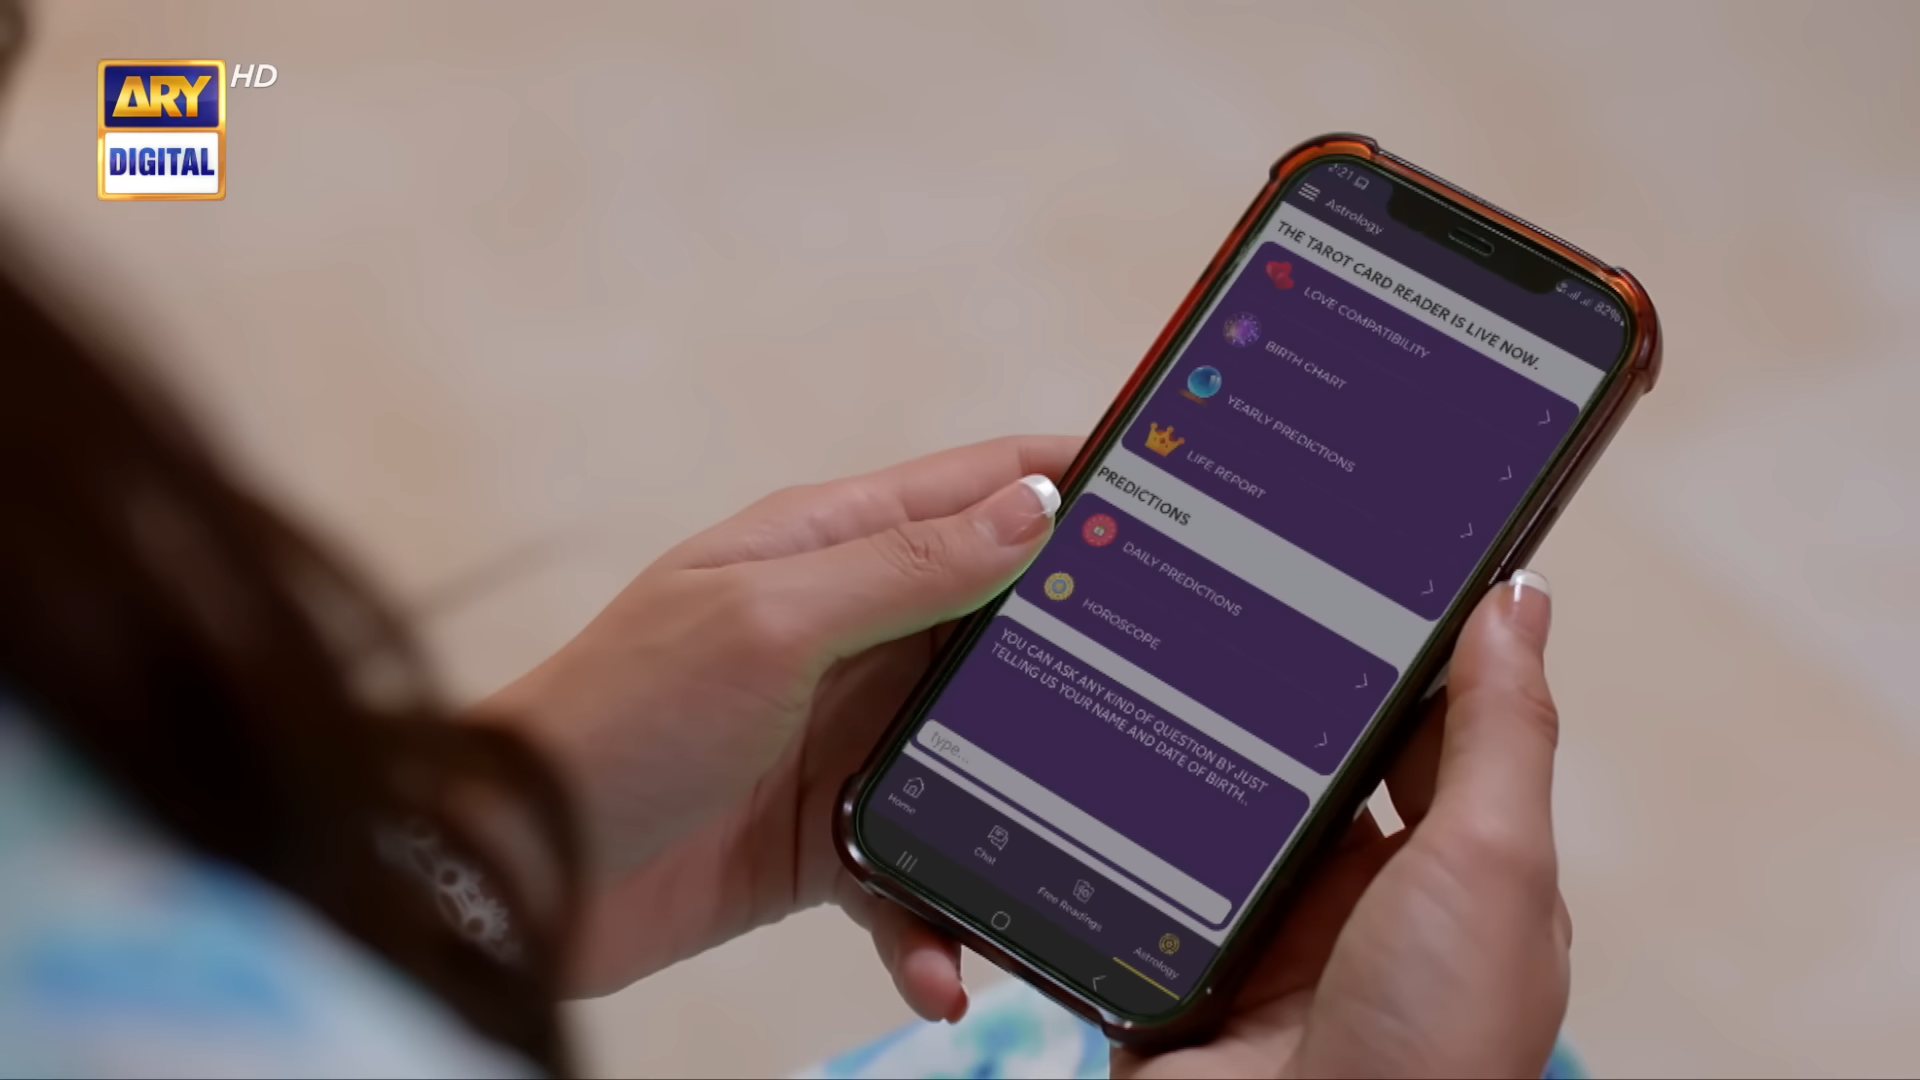 ARY
DIGITAL
HD
Astrology
82%
THE TAROT CARD READER IS LIVE NOW.
LOVE COMPATIBILITY
BIRTH CHART
YEARLY PREDICTIONS
LIFE REPORT
PREDICTIONS
DAILY PREDICTIONS
HOROSCOPE
YOU CAN ASK ANY KIND OF QUESTION BY JUST
TELLING US YOUR NAME AND DATE OF BIRTH..
type...
Home
Chat
Free Readings
Astrology